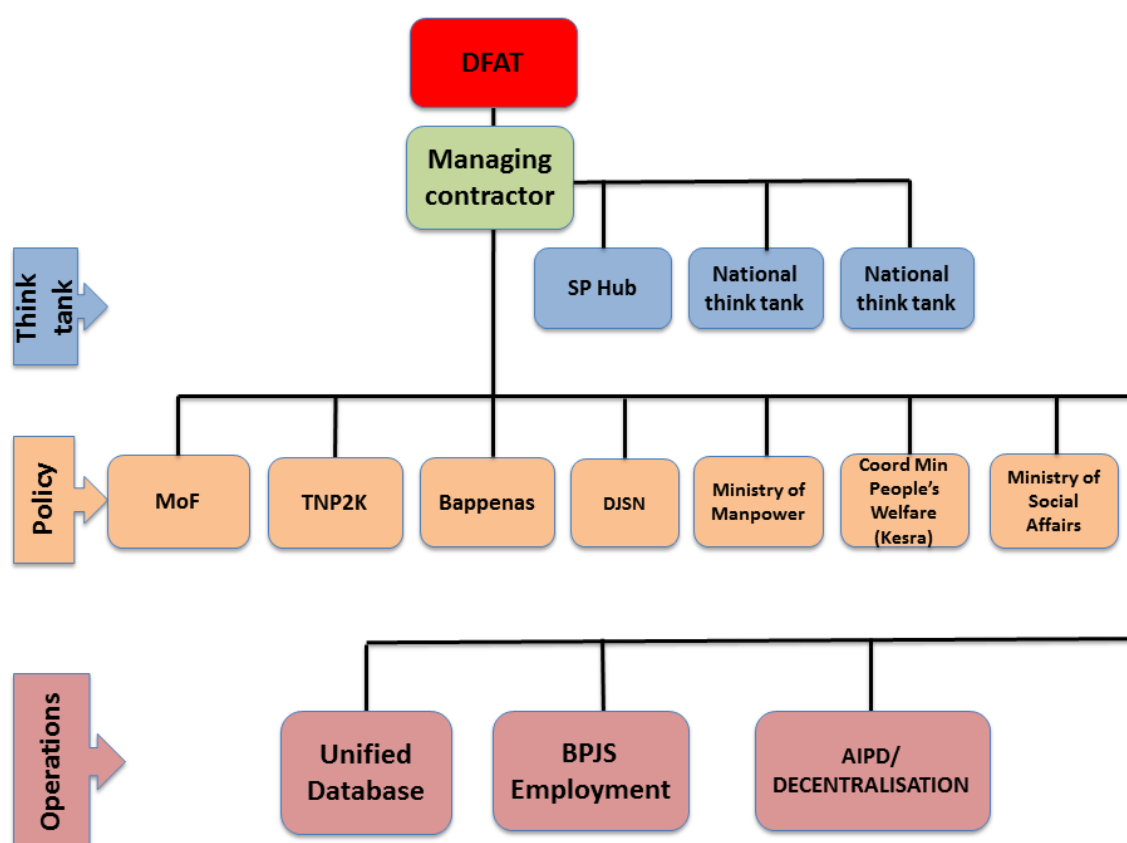 DFAT
Managing
contractor
Think
tank
SP Hub
National
think tank
National
think tank
Policy
MoF
TNP2K
Bappenas
DJSN
Ministry of
Manpower
Coord Min
People’s
Welfare
(Kesra)
Ministry of
Social
Affairs
Operations
Unified
Database
BPJS
Employment
AIPD/
DECENTRALISATION